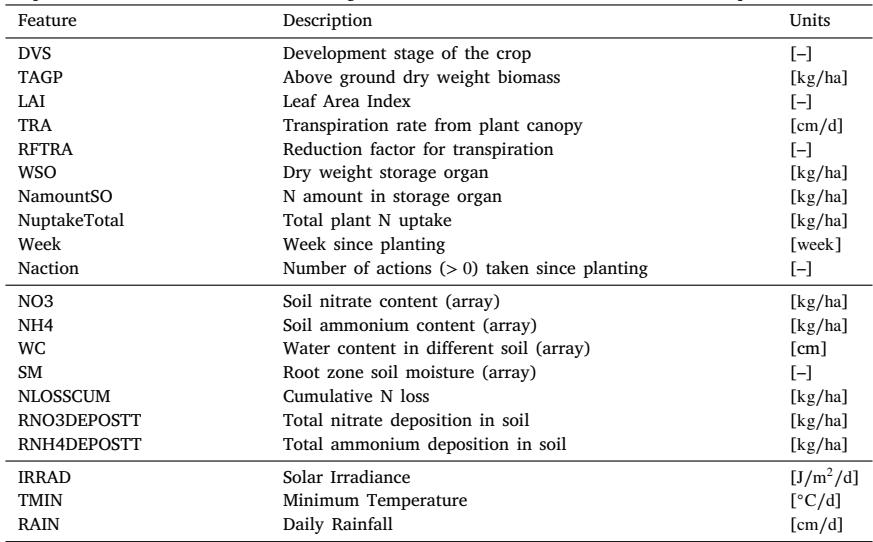 Feature Description Units
DVS Development stage of the crop [–]
TAGP Above ground dry weight biomass [kg/ha]
LAI Leaf Area Index [–]
TRA Transpiration rate from plant canopy [cm/d]
RFTRA Reduction factor for transpiration [–]
WSO Dry weight storage organ [kg/ha]
NamountSO N amount in storage organ [kg/ha]
NuptakeTotal Total plant N uptake [kg/ha]
Week Week since planting [week]
Naction Number of actions (> 0) taken since planting [–]
NO3 Soil nitrate content (array) [kg/ha]
NH4 Soil ammonium content (array) [kg/ha]
WC Water content in different soil (array) [cm]
SM Root zone soil moisture (array) [–]
NLOSSCUM Cumulative N loss [kg/ha]
RNO3DEPOSTT Total nitrate deposition in soil [kg/ha]
RNH4DEPOSTT Total ammonium deposition in soil [kg/ha]
IRRAD Solar Irradiance [J/m²/d]
TMIN Minimum Temperature [°C/d]
RAIN Daily Rainfall [cm/d]